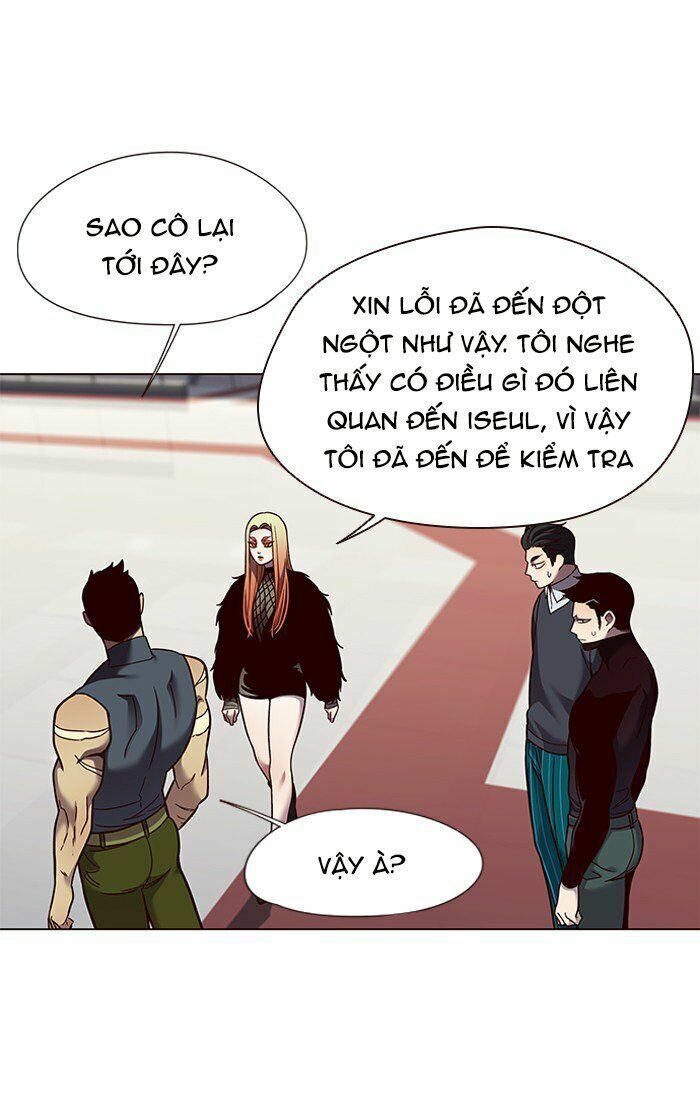 SAO CÔ LẠI
TỚI ĐÂY?
XIN LỖI ĐÃ ĐẾN ĐỘT
NGỘT NHƯ VẬY. TÔI NGHE
THẤY CÓ ĐIỀU GÌ ĐÓ LIÊN
QUAN ĐẾN ISEUL, VÌ VẬY
TÔI ĐÃ ĐẾN ĐỂ KIỂM TRA
VẬY À?